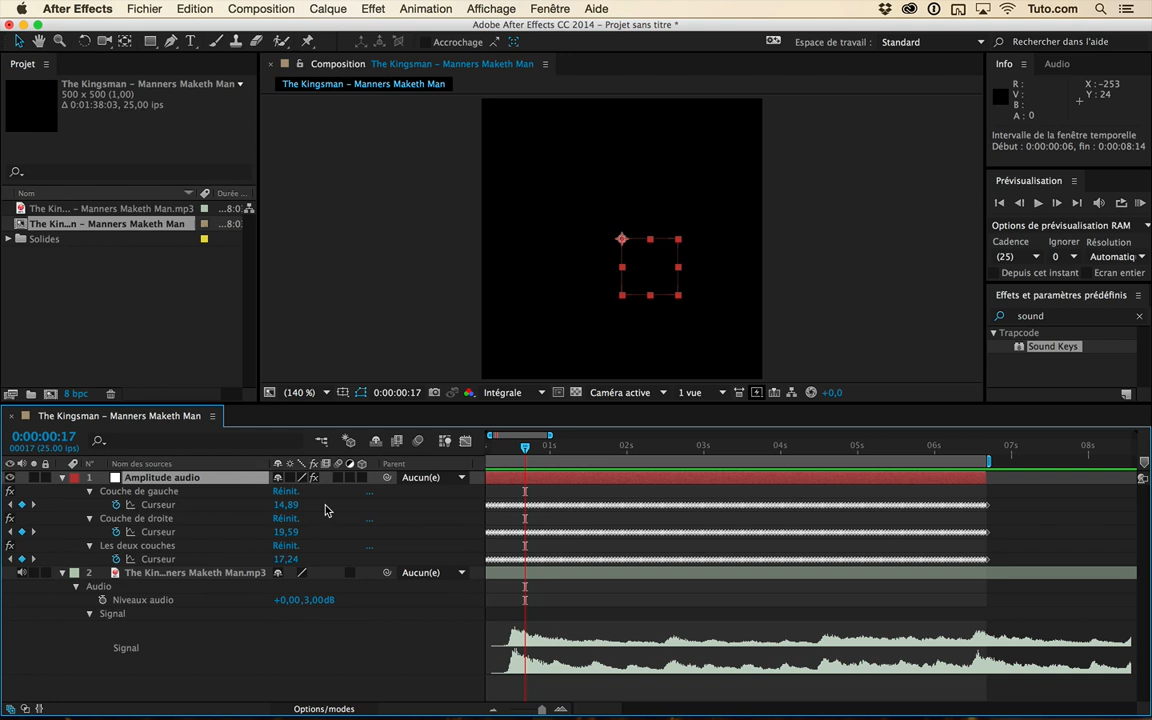 After Effects Fichier Edition Composition Calque Effet Animation Affichage Fenêtre Aide Tuto.com
Adobe After Effects CC 2014 - Projet sans titre *
Accrochage Espace de travail : Standard Rechercher dans l'aide
Projet
The Kingsman - Manners Maketh Man
500 x 500 (1,00)
Δ 0:01:38:03, 25,00 ips
Nom Durée ...
The Kin... - Manners Maketh Man.mp3 ...8:0
The Kin...n - Manners Maketh Man ...8:0
Solides
8 bpc
Composition The Kingsman - Manners Maketh Man
The Kingsman - Manners Maketh Man
(140 %) 0:00:00:17 Intégrale Caméra active 1 vue +0,0
Info Audio
R : X : -253
V : Y : 24
B :
A : 0
Intervalle de la fenêtre temporelle
Début : 0:00:00:06, fin : 0:00:08:14
Prévisualisation
Options de prévisualisation RAM
Cadence Ignorer Résolution
(25) 0 Automatiq
Depuis cet instant Ecran entier
Effets et paramètres prédéfinis
sound
Trapcode
Sound Keys
The Kingsman - Manners Maketh Man
0:00:00:17
00017 (25.00 ips)
01s 02s 03s 04s 05s 06s 07s 08s
N° Nom des sources Parent
1 Amplitude audio Aucun(e)
Couche de gauche Réinit. ...
Curseur 14,89
Couche de droite Réinit. ...
Curseur 19,59
Les deux couches Réinit. ...
Curseur 17,24
2 The Kin...ners Maketh Man.mp3 Aucun(e)
Audio
Niveaux audio +0,00,3,00dB
Signal
Signal
Options/modes